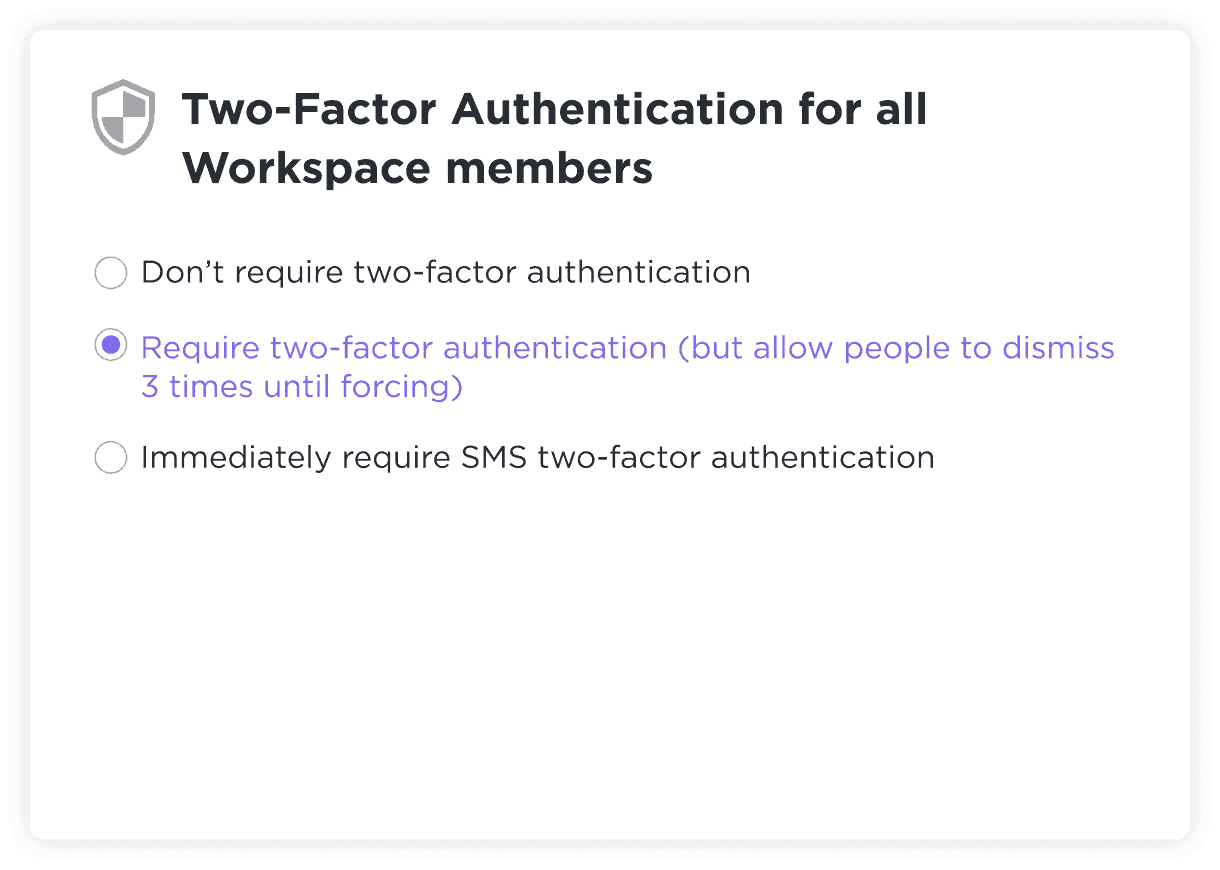 Two-Factor Authentication for all
Workspace members
Don’t require two-factor authentication
Require two-factor authentication (but allow people to dismiss
3 times until forcing)
Immediately require SMS two-factor authentication